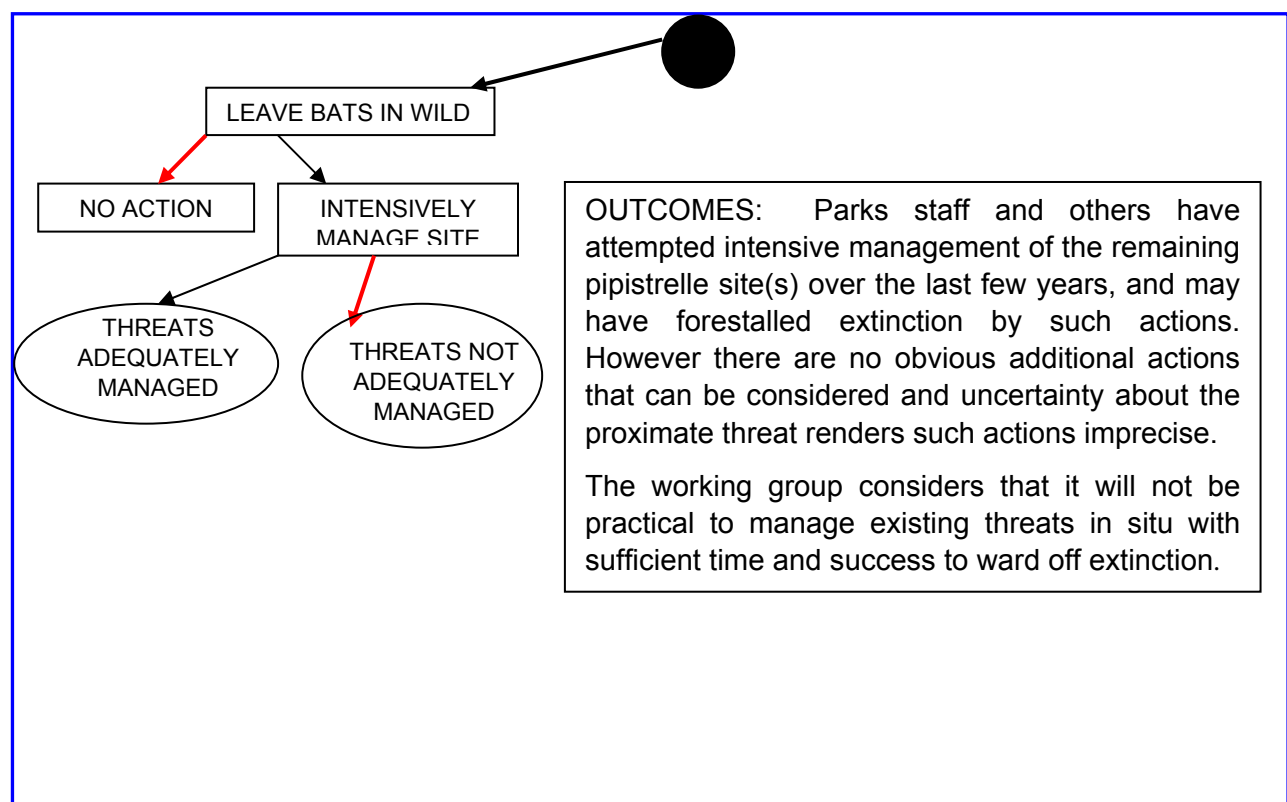 LEAVE BATS IN WILD
NO ACTION
INTENSIVELY
MANAGE SITE
THREATS
ADEQUATELY
MANAGED
THREATS NOT
ADEQUATELY
MANAGED
OUTCOMES: Parks staff and others have
attempted intensive management of the remaining
pipistrelle site(s) over the last few years, and may
have forestalled extinction by such actions.
However there are no obvious additional actions
that can be considered and uncertainty about the
proximate threat renders such actions imprecise.
The working group considers that it will not be
practical to manage existing threats in situ with
sufficient time and success to ward off extinction.